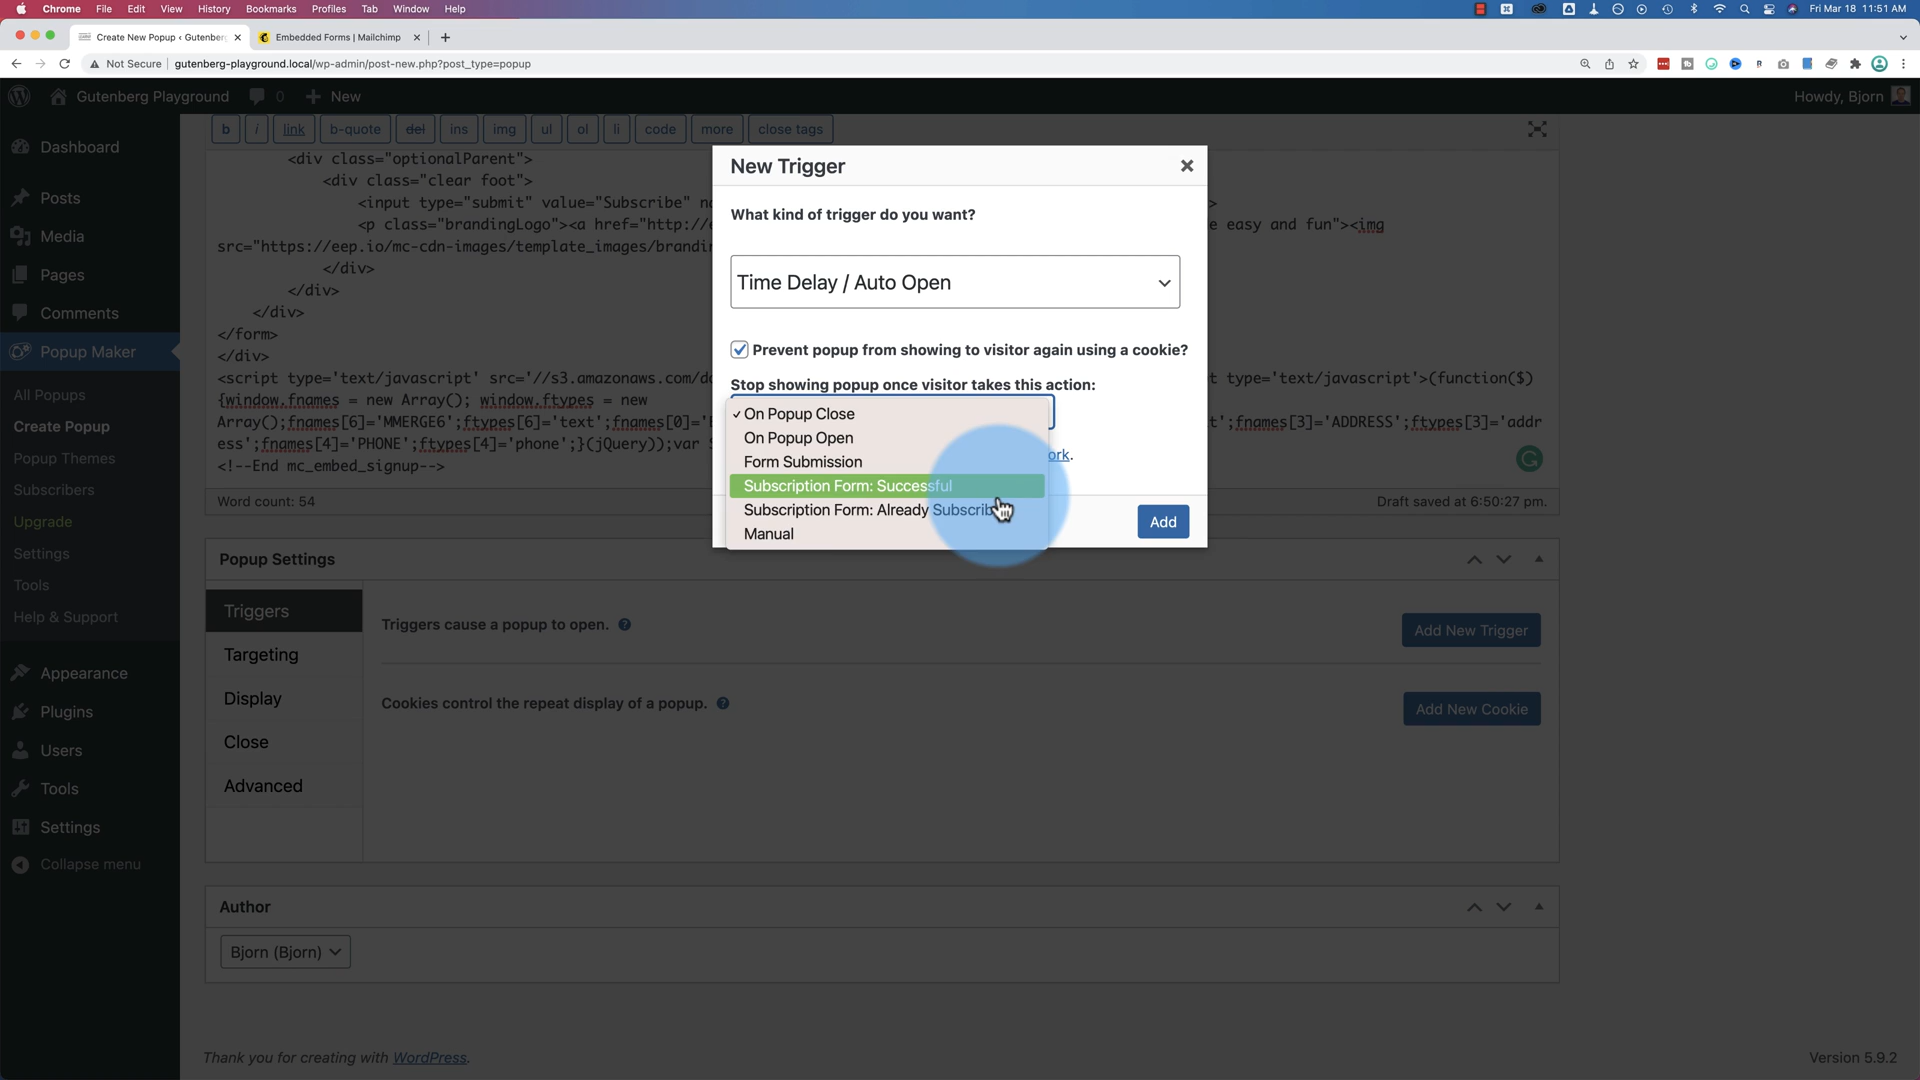 Chrome File Edit View History Bookmarks Profiles Tab Window Help Fri Mar 18 11:51 AM
Create New Popup ‹ Gutenberg Embedded Forms | Mailchimp
Not Secure gutenberg-playground.local/wp-admin/post-new.php?post_type=popup
Gutenberg Playground 0 New Howdy, Bjorn
b i link b-quote del ins img ul ol li code more close tags
<div class="optionalParent">
<div class="clear foot">
<input type="submit" value="Subscribe" >
<p class="brandingLogo"><a href="http:// e easy and fun"><img
src="https://eep.io/mc-cdn-images/template_images/
</div>
</div>
</div>
</form>
</div>
<script type='text/javascript' src='//s3.amazonaws.com/ t type='text/javascript'>(function($)
{window.fnames = new Array(); window.ftypes = new
Array();fnames[6]='MMERGE6';ftypes[6]='text';fnames[0]= t';fnames[3]='ADDRESS';ftypes[3]='addr
ess';fnames[4]='PHONE';ftypes[4]='phone';}(jQuery));var
<!--End mc_embed_signup-->
Word count: 54 Draft saved at 6:50:27 pm.
Dashboard
Posts
Media
Pages
Comments
Popup Maker
All Popups
Create Popup
Popup Themes
Subscribers
Upgrade
Settings
Tools
Help & Support
Appearance
Plugins
Users
Tools
Settings
Collapse menu
New Trigger
What kind of trigger do you want?
Time Delay / Auto Open
Prevent popup from showing to visitor again using a cookie?
Stop showing popup once visitor takes this action:
✓ On Popup Close
On Popup Open
Form Submission
ork.
Subscription Form: Successful
Subscription Form: Already Subscrib
Manual
Add
Popup Settings
Triggers
Targeting
Display
Close
Advanced
Triggers cause a popup to open. Add New Trigger
Cookies control the repeat display of a popup. Add New Cookie
Author
Bjorn (Bjorn)
Thank you for creating with WordPress. Version 5.9.2